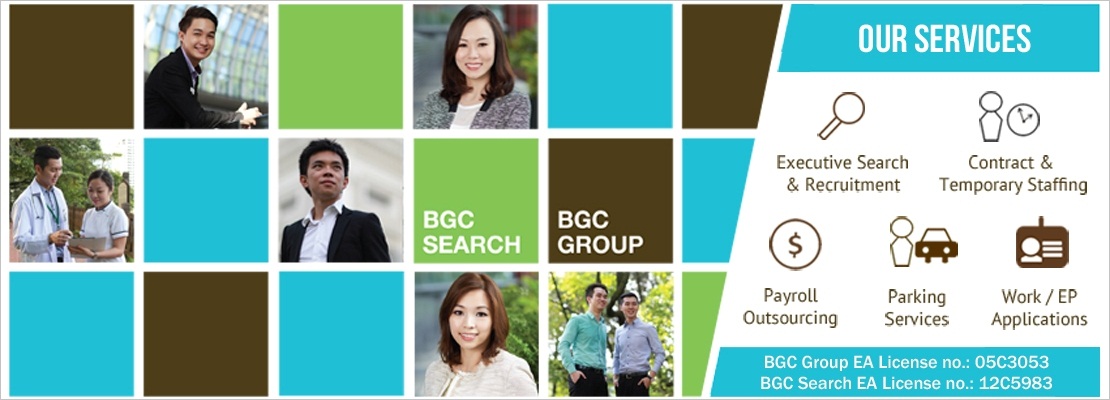 BGC
SEARCH
BGC
GROUP
OUR SERVICES
Executive Search
& Recruitment
Contract &
Temporary Staffing
$
Payroll
Outsourcing
Parking
Services
Work / EP
Applications
BGC Group EA License no.: 05C3053
BGC Search EA License no.: 12C5983